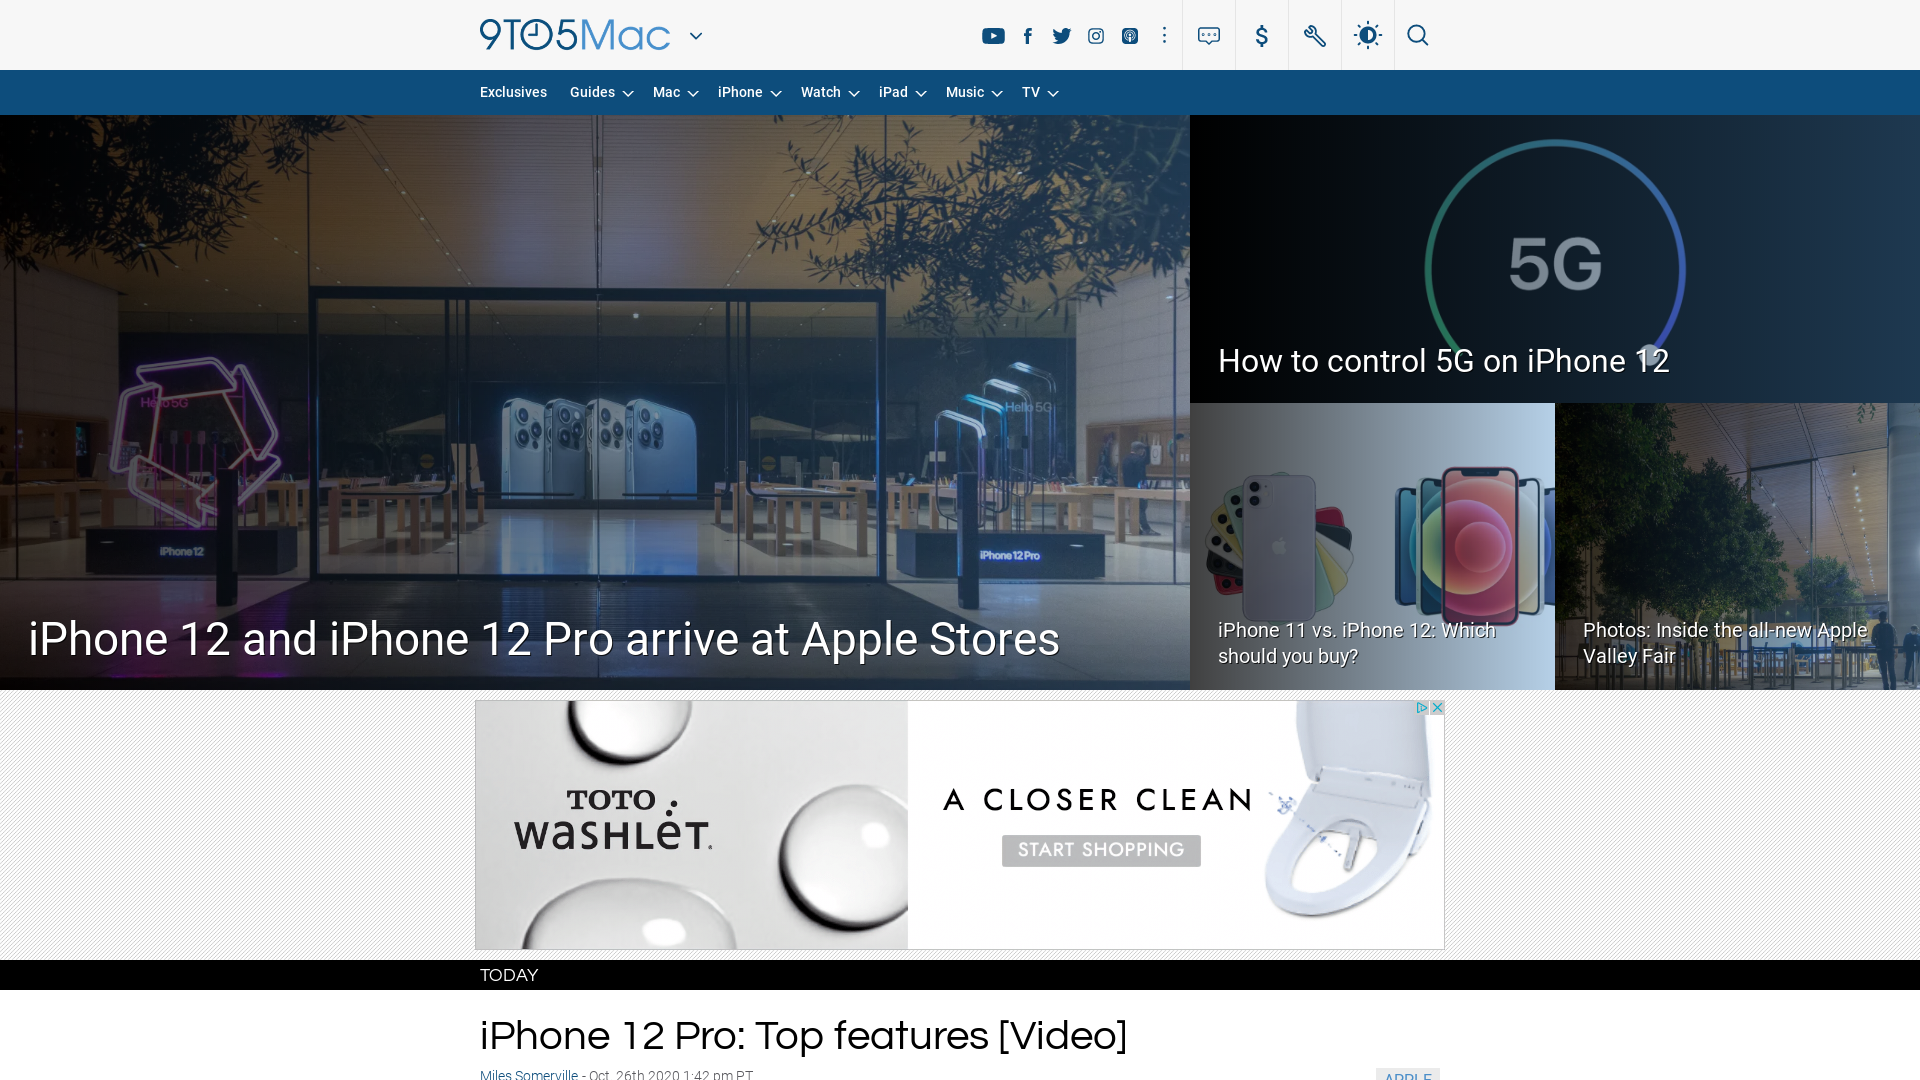 9TO5Mac
Exclusives
Guides
Mac
iPhone
Watch
iPad
Music
TV
Hello 5G
Hello 5G
iPhone 12
iPhone 12 Pro
iPhone 12 and iPhone 12 Pro arrive at Apple Stores
5G
How to control 5G on iPhone 12
iPhone 11 vs. iPhone 12: Which
should you buy?
Photos: Inside the all-new Apple
Valley Fair
TOTO
WASHLET
A CLOSER CLEAN
START SHOPPING
TODAY
iPhone 12 Pro: Top features [Video]
Miles Somerville - Oct. 26th 2020 1:42 pm PT
APPLE